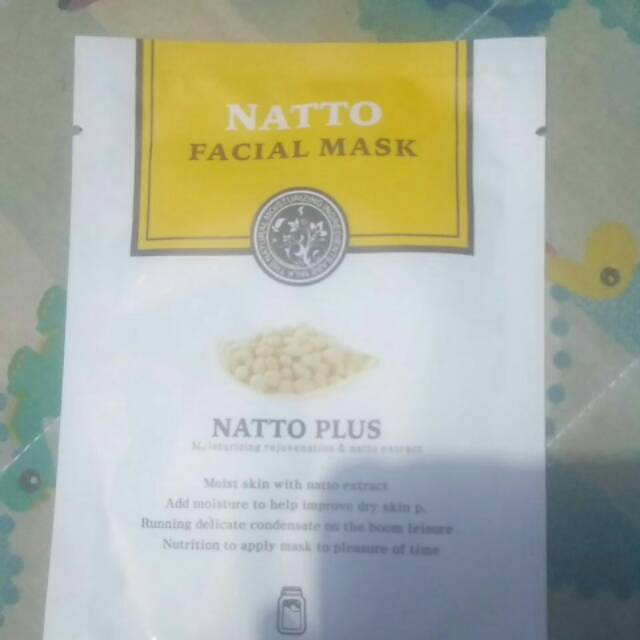 NATTO
FACIAL MASK
NATTO PLUS
Moisturizing rejuvenation & natto extract
Moist skin with natto extract
Add moisture to help improve dry skin p.
Running delicate condensate on the boom leisure
Nutrition to apply mask to pleasure of time